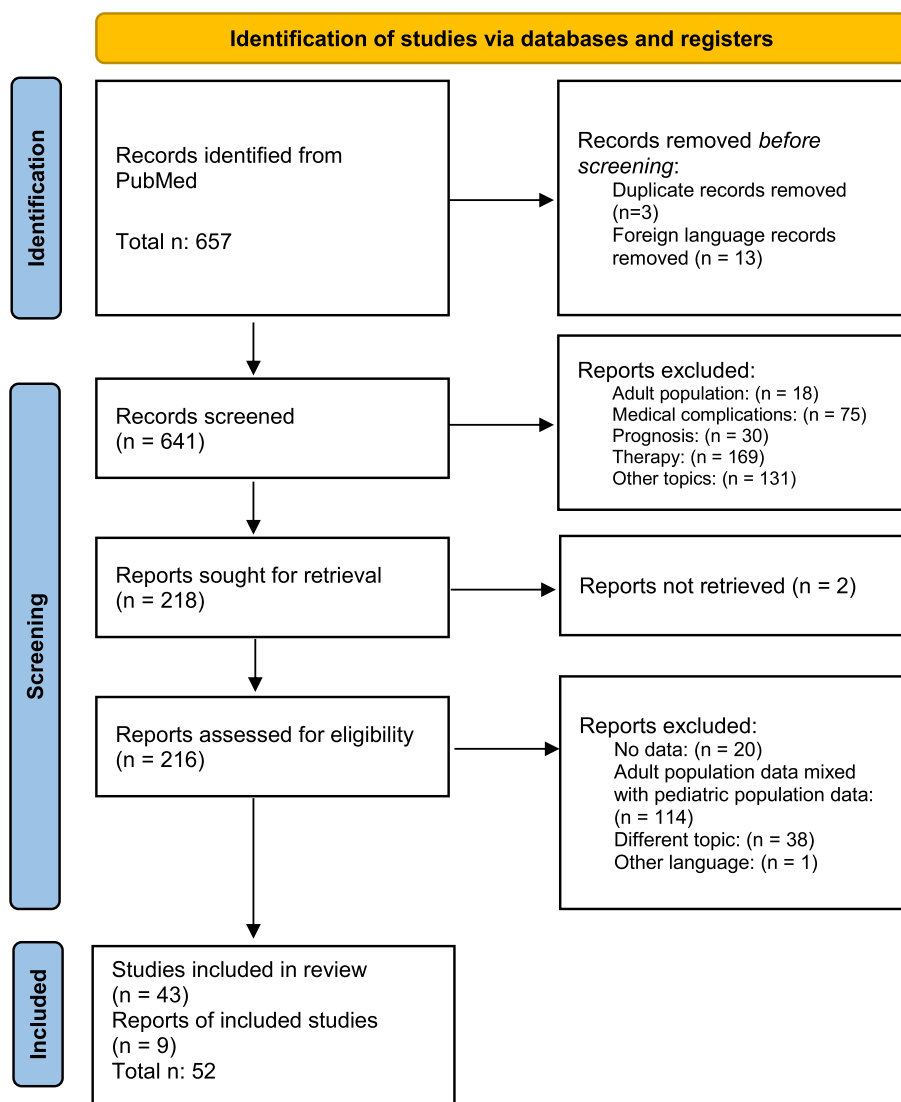 Identification of studies via databases and registers
Identification
Records identified from
PubMed
Total n: 657
Records removed before
screening:
Duplicate records removed
(n=3)
Foreign language records
removed (n = 13)
Screening
Records screened
(n = 641)
Reports excluded:
Adult population: (n = 18)
Medical complications: (n = 75)
Prognosis: (n = 30)
Therapy: (n = 169)
Other topics: (n = 131)
Reports sought for retrieval
(n = 218)
Reports not retrieved (n = 2)
Reports assessed for eligibility
(n = 216)
Reports excluded:
No data: (n = 20)
Adult population data mixed
with pediatric population data:
(n = 114)
Different topic: (n = 38)
Other language: (n = 1)
Included
Studies included in review
(n = 43)
Reports of included studies
(n = 9)
Total n: 52